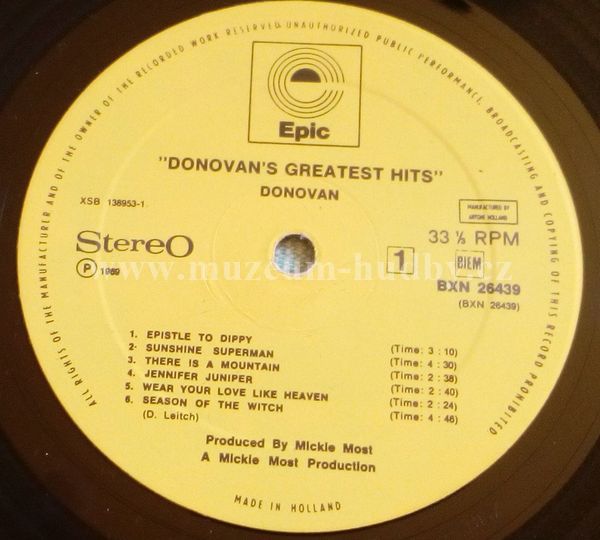 ALL RIGHTS OF THE MANUFACTURER AND OF THE OWNER OF THE RECORDED WORK RESERVED. UNAUTHORIZED PUBLIC PERFORMANCE, BROADCASTING AND COPYING OF THIS RECORD PROHIBITED
Epic
"DONOVAN'S GREATEST HITS"
DONOVAN
XSB 138953-1
MANUFACTURED BY
ARTONE HOLLAND
StereO
33 ⅓ RPM
P 1969
1
BIEM
BXN 26439
(BXN 26439)
www.muzeum-hudby.cz
1. EPISTLE TO DIPPY (Time: 3 : 10)
2- SUNSHINE SUPERMAN (Time: 4 : 30)
3. THERE IS A MOUNTAIN (Time: 2 : 38)
4. JENNIFER JUNIPER (Time: 2 : 40)
5. WEAR YOUR LOVE LIKE HEAVEN (Time: 2 : 24)
6. SEASON OF THE WITCH (Time: 4 : 46)
(D. Leitch)
Produced By Mickie Most
A Mickie Most Production
MADE IN HOLLAND